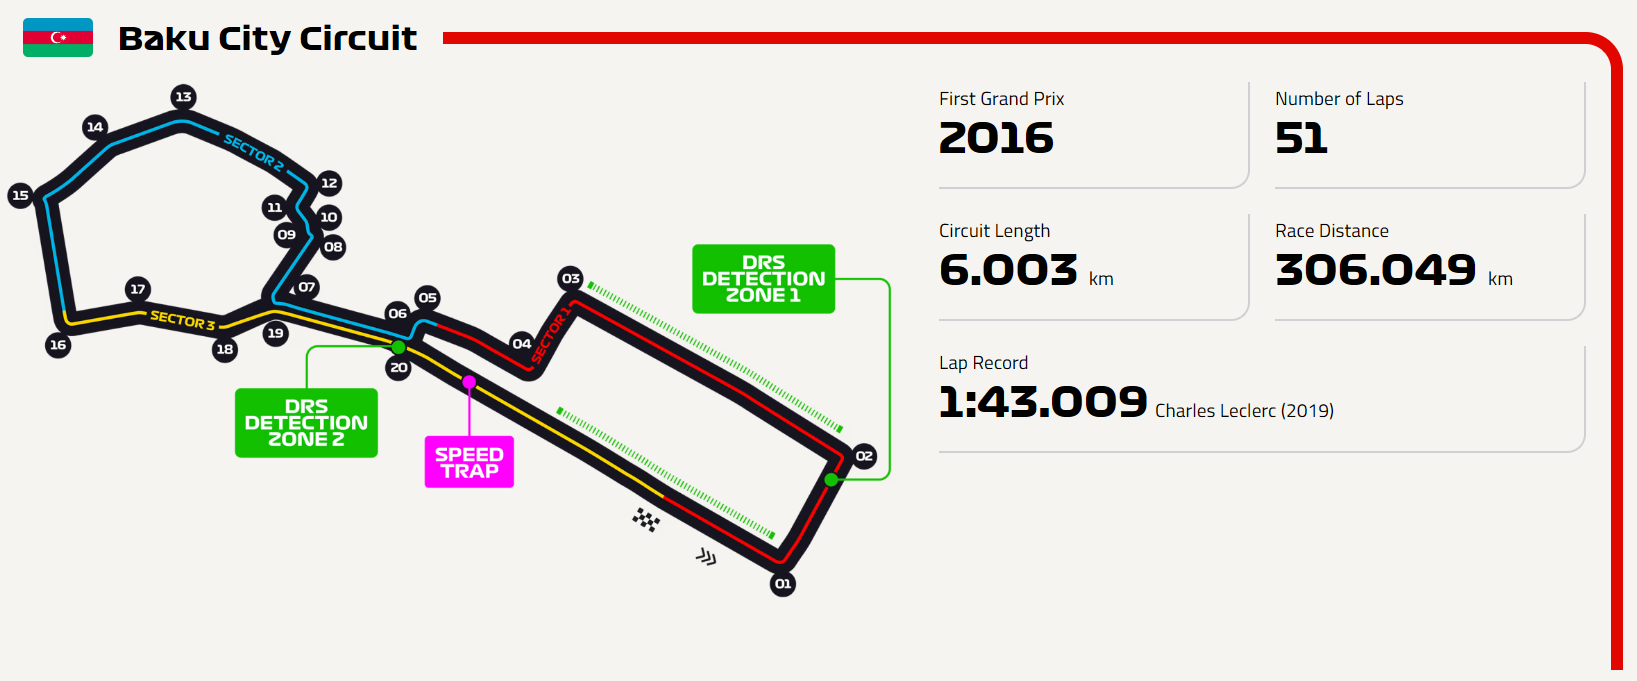 Baku City Circuit
13
14
SECTOR 2
12
15
11
10
09
08
07
17
SECTOR 3
16
18
19
06
05
20
04
SECTOR 1
03
02
01
DRS
DETECTION
ZONE 1
DRS
DETECTION
ZONE 2
SPEED
TRAP
First Grand Prix
2016
Number of Laps
51
Circuit Length
6.003 km
Race Distance
306.049 km
Lap Record
1:43.009 Charles Leclerc (2019)